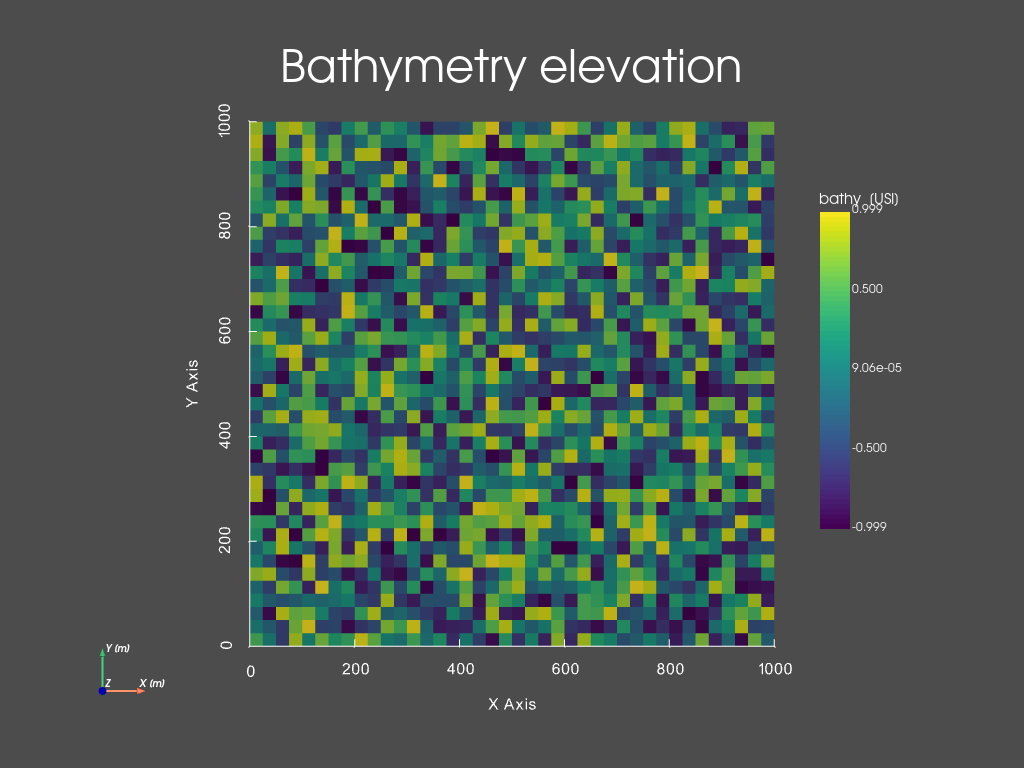 Bathymetry elevation
1000
800
600
400
200
0
Y Axis
0
200
400
600
800
1000
X Axis
bathy (USI)
0.999
0.500
9.06e-05
-0.500
-0.999
Y (m)
Z
X (m)